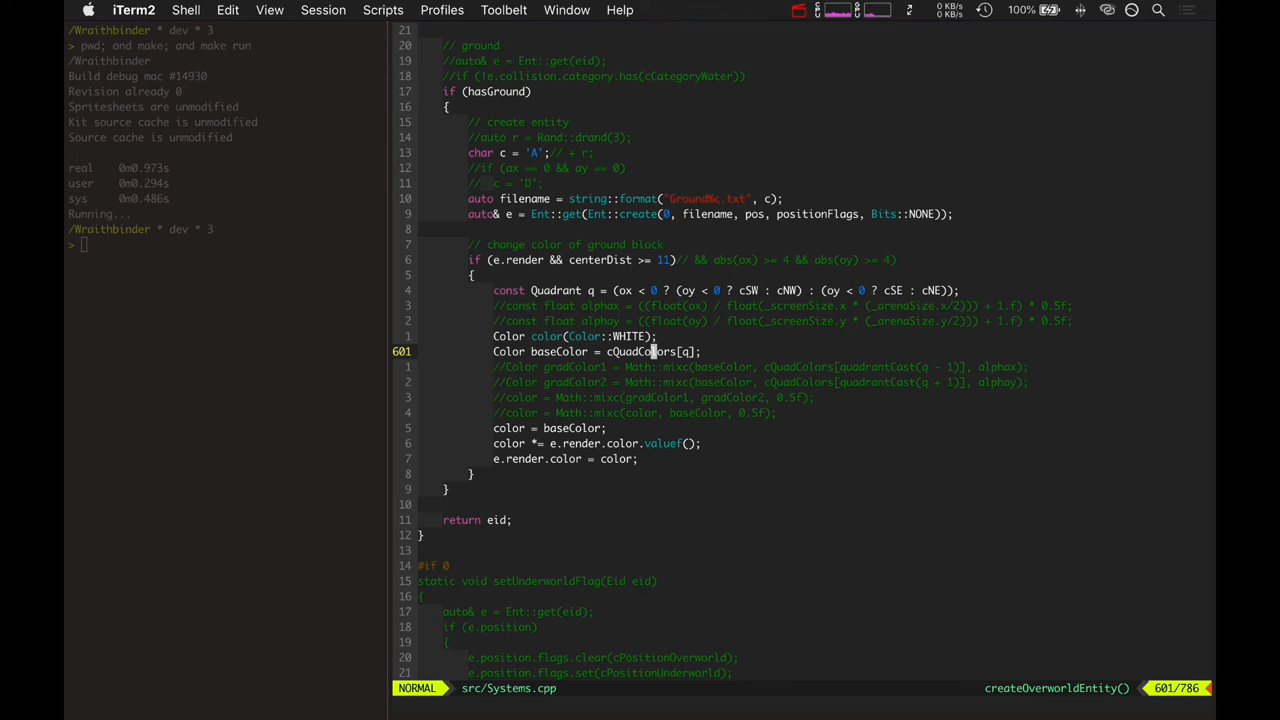 iTerm2 Shell Edit View Session Scripts Profiles Toolbelt Window Help 0 KB/s 0 KB/s 100%
/Wraithbinder * dev * 3
> pwd; and make; and make run
/Wraithbinder
Build debug mac #14930
Revision already 0
Spritesheets are unmodified
Kit source cache is unmodified
Source cache is unmodified
real 0m0.973s
user 0m0.294s
sys 0m0.486s
Running...
/Wraithbinder * dev * 3
>
21
20 // ground
19 //auto& e = Ent::get(eid);
18 //if (!e.collision.category.has(cCategoryWater))
17 if (hasGround)
16 {
15 // create entity
14 //auto r = Rand::drand(3);
13 char c = 'A';// + r;
12 //if (ax == 0 && ay == 0)
11 // c = 'D';
10 auto filename = string::format("Ground%c.txt", c);
9 auto& e = Ent::get(Ent::create(0, filename, pos, positionFlags, Bits::NONE));
8
7 // change color of ground block
6 if (e.render && centerDist >= 11)// && abs(ox) >= 4 && abs(oy) >= 4)
5 {
4 const Quadrant q = (ox < 0 ? (oy < 0 ? cSW : cNW) : (oy < 0 ? cSE : cNE));
3 //const float alphax = ((float(ox) / float(_screenSize.x * (_arenaSize.x/2))) + 1.f) * 0.5f;
2 //const float alphay = ((float(oy) / float(_screenSize.y * (_arenaSize.y/2))) + 1.f) * 0.5f;
1 Color color(Color::WHITE);
601 Color baseColor = cQuadColors[q];
1 //Color gradColor1 = Math::mixc(baseColor, cQuadColors[quadrantCast(q - 1)], alphax);
2 //Color gradColor2 = Math::mixc(baseColor, cQuadColors[quadrantCast(q + 1)], alphay);
3 //color = Math::mixc(gradColor1, gradColor2, 0.5f);
4 //color = Math::mixc(color, baseColor, 0.5f);
5 color = baseColor;
6 color *= e.render.color.valuef();
7 e.render.color = color;
8 }
9 }
10
11 return eid;
12 }
13
14 #if 0
15 static void setUnderworldFlag(Eid eid)
16 {
17 auto& e = Ent::get(eid);
18 if (e.position)
19 {
20 e.position.flags.clear(cPositionOverworld);
21 e.position.flags.set(cPositionUnderworld);
NORMAL src/Systems.cpp createOverworldEntity() 601/786